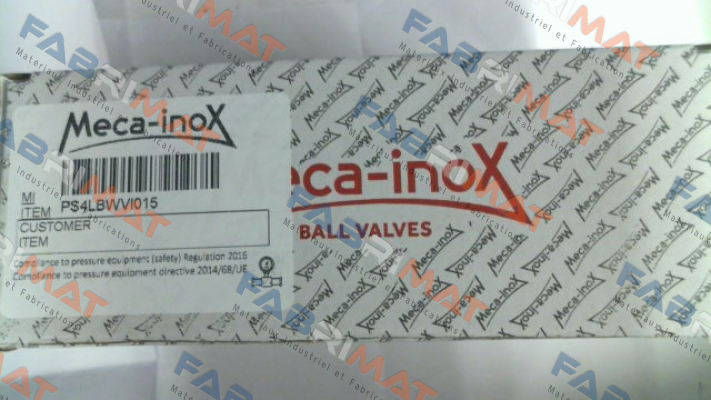 Meca-inoX
MI
ITEM PS4LBWVI015
CUSTOMER
ITEM
Compliance to pressure equipment (safety) Regulation 2016
Compliance to pressure equipment directive 2014/68/UE
eca-inoX
BALL VALVES
FABRIMAT
Matériaux Industriel et Fabrications